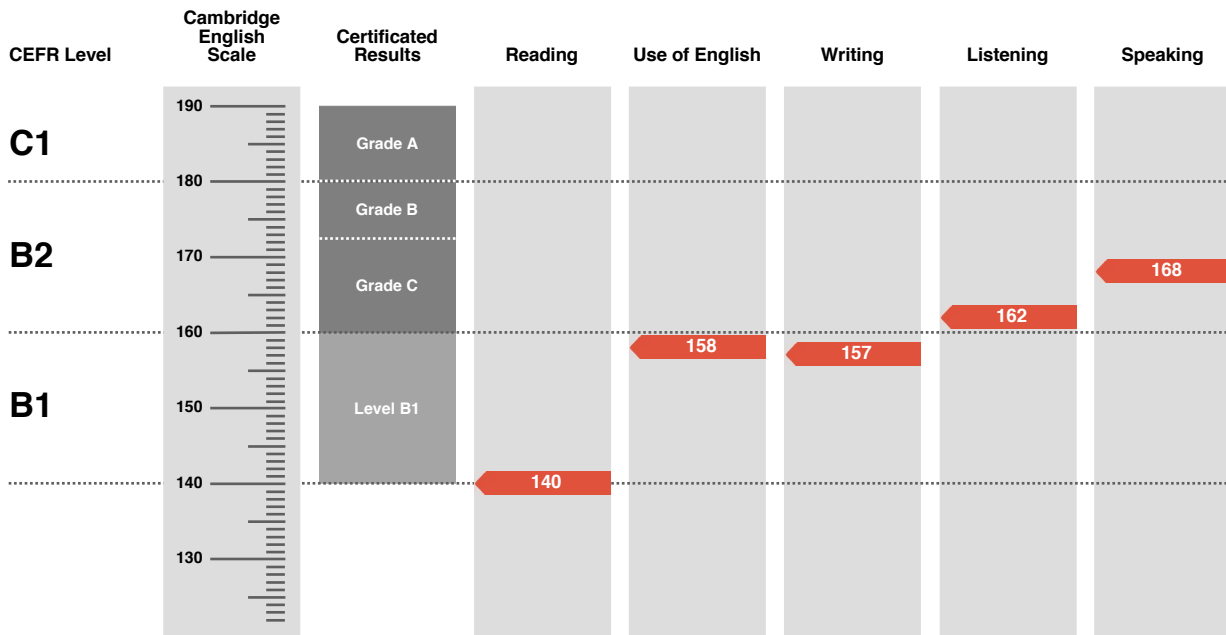 CEFR Level
Cambridge
English
Scale
Certificated
Results
Reading
Use of English
Writing
Listening
Speaking
190
C1
Grade A
180
Grade B
B2
170
168
Grade C
162
160
158
157
B1
150
Level B1
140
140
130